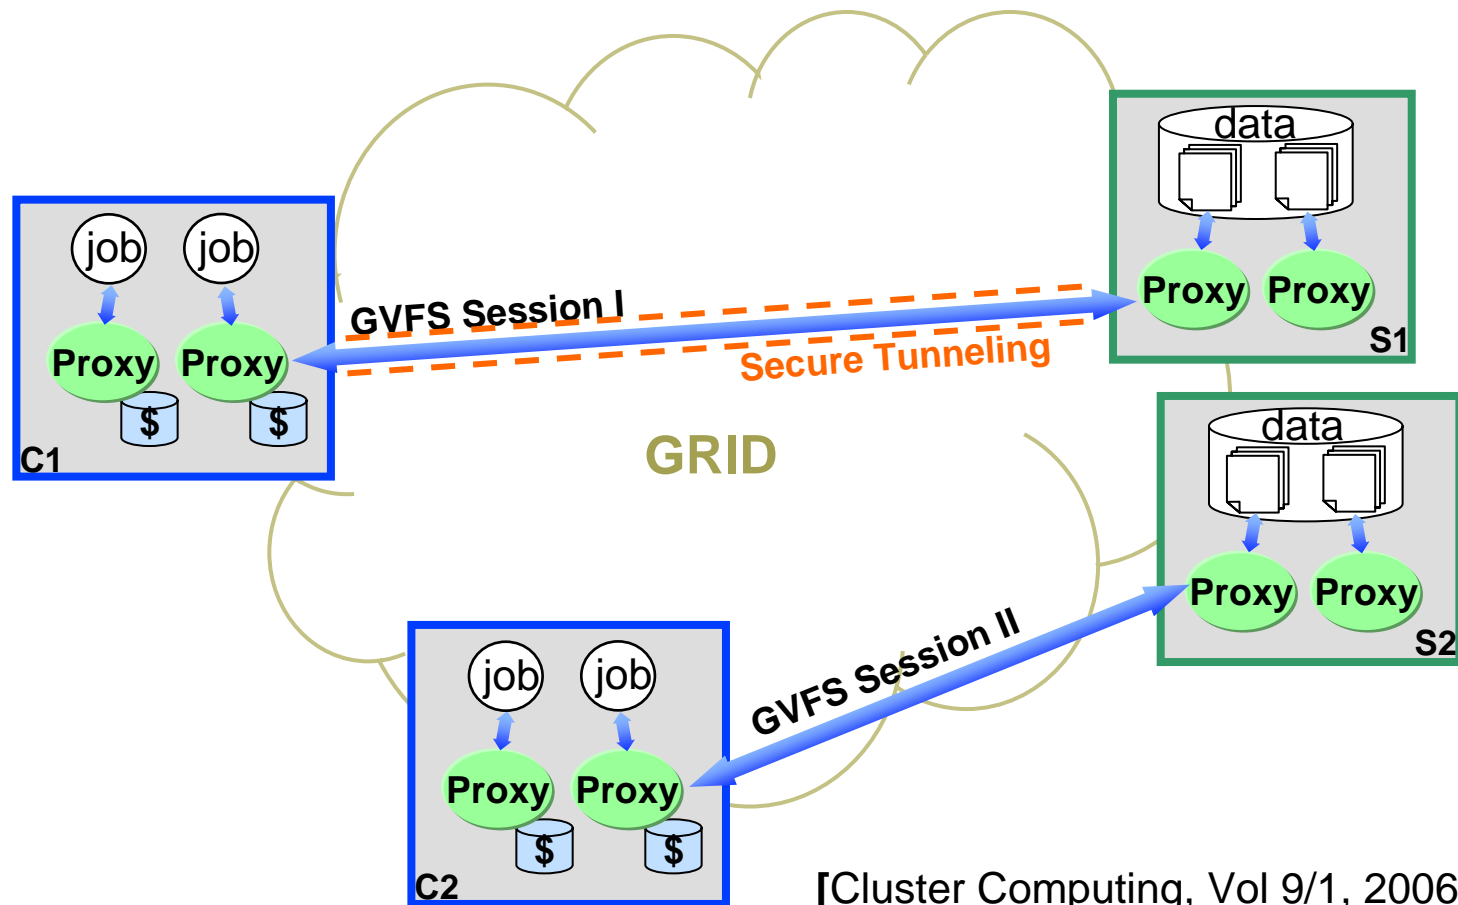 data
job job
Proxy Proxy
GVFS Session I
S1
Proxy Proxy
Secure Tunneling
$ $
C1
GRID
data
Proxy Proxy
S2
GVFS Session II
job job
Proxy Proxy
$ $
C2
[Cluster Computing, Vol 9/1, 2006